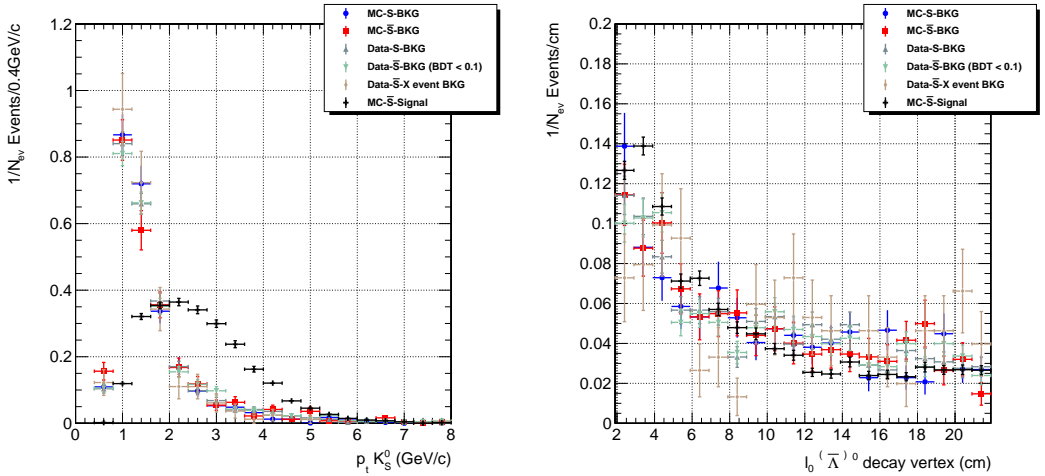 1/N_ev Events/0.4GeV/c
1.2
1
0.8
0.6
0.4
0.2
0
0 1 2 3 4 5 6 7 8
p_t K_S^0 (GeV/c)
MC-S-BKG
MC-S̅-BKG
Data-S-BKG
Data-S̅-BKG (BDT < 0.1)
Data-S̅-X event BKG
MC-S̅-Signal
1/N_ev Events/cm
0.2
0.18
0.16
0.14
0.12
0.1
0.08
0.06
0.04
0.02
0
2 4 6 8 10 12 14 16 18 20
l_0 (Λ̅) 0 decay vertex (cm)
MC-S-BKG
MC-S̅-BKG
Data-S-BKG
Data-S̅-BKG (BDT < 0.1)
Data-S̅-X event BKG
MC-S̅-Signal